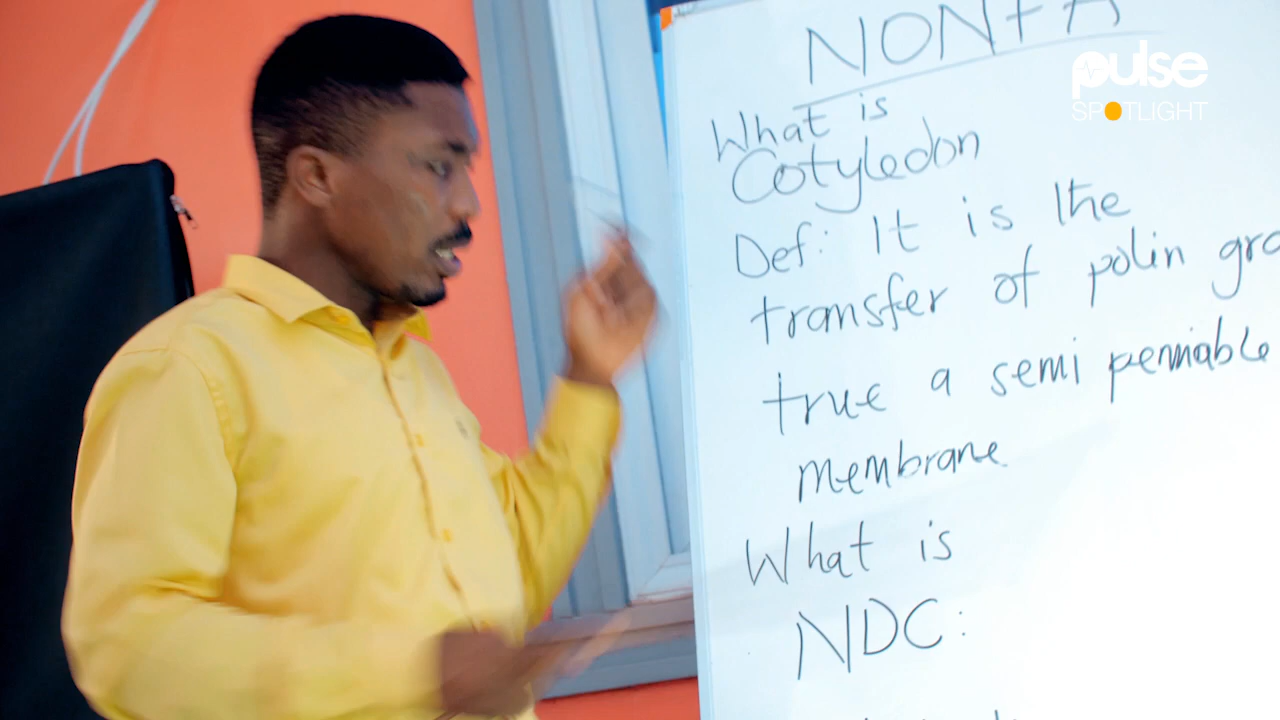 NONFA
pulse
SPOTLIGHT
What is
Cotyledon
Def: It is the
transfer of polin gra
true a semi permiable
membrane
What is
NDC: